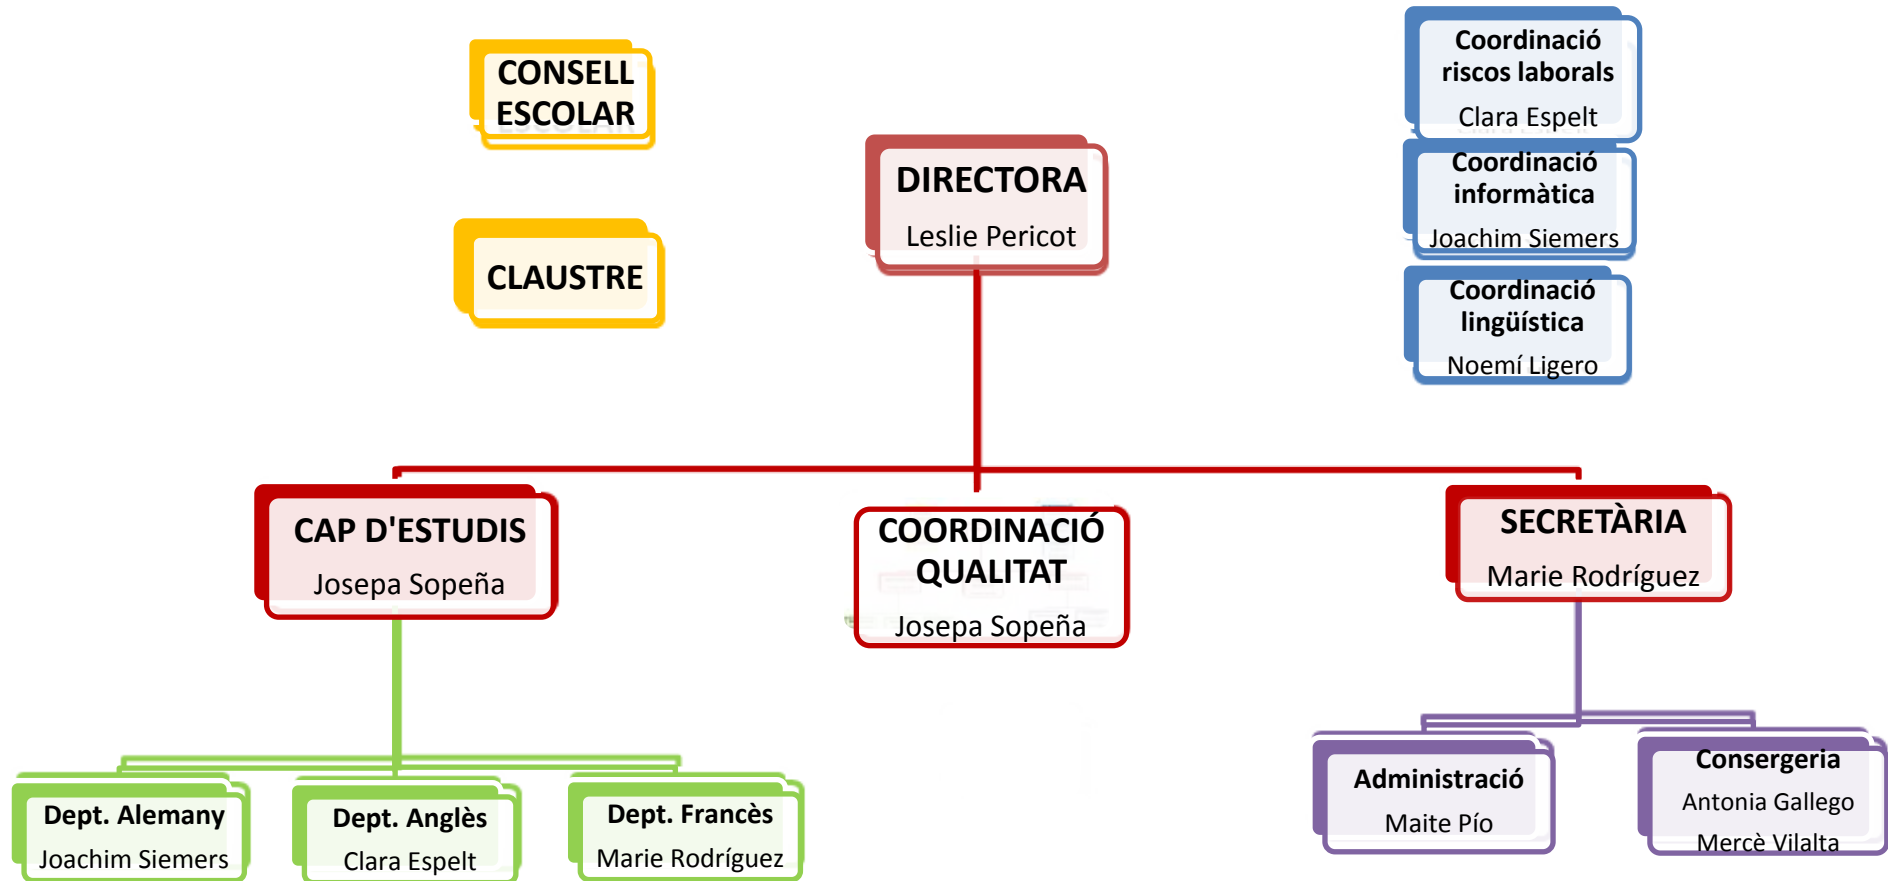 CONSELL
ESCOLAR
CLAUSTRE
DIRECTORA
Leslie Pericot
Coordinació
riscos laborals
Clara Espelt
Coordinació
informàtica
Joachim Siemers
Coordinació
lingüística
Noemí Ligero
CAP D'ESTUDIS
Josepa Sopeña
COORDINACIÓ
QUALITAT
Josepa Sopeña
SECRETÀRIA
Marie Rodríguez
Dept. Alemany
Joachim Siemers
Dept. Anglès
Clara Espelt
Dept. Francès
Marie Rodríguez
Administració
Maite Pío
Consergeria
Antonia Gallego
Mercè Vilalta